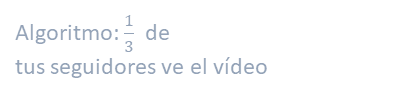 Algoritmo: 1/3 de
tus seguidores ve el vídeo